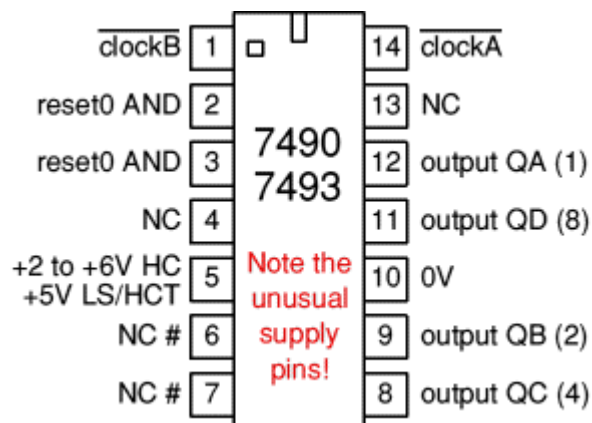 clockB 1
14 clockA
reset0 AND 2
13 NC
reset0 AND 3
7490
7493
12 output QA (1)
NC 4
11 output QD (8)
+2 to +6V HC
+5V LS/HCT
5
Note the
unusual
supply
pins!
10 0V
NC # 6
9 output QB (2)
NC # 7
8 output QC (4)